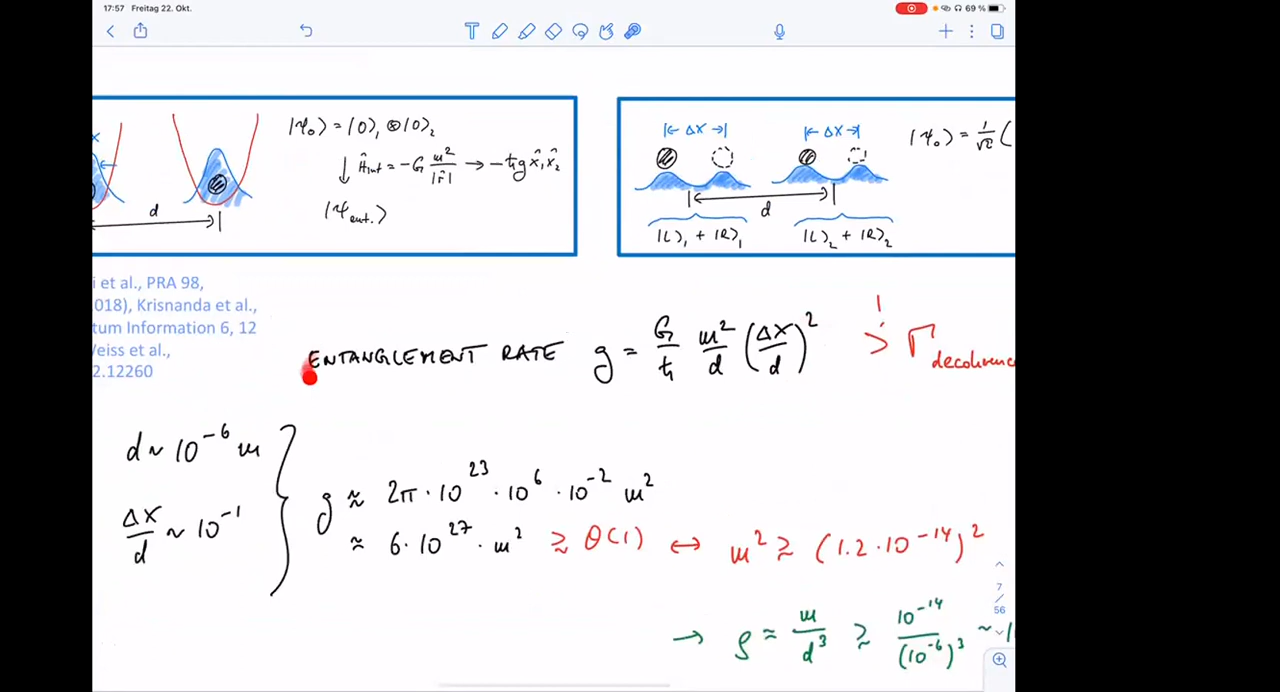 17:57 Freitag 22. Okt.
69 %
|ψ₀⟩ = |0⟩₁ ⊗ |0⟩₂
↓ Ĥint = -G m²/|r̂| → -ħg x̂₁x̂₂
|ψent.⟩
x
d
|← Δx →| |← Δx →|
|ψ₀⟩ = 1/√2 (
d
|L⟩₁ + |R⟩₁ |L⟩₂ + |R⟩₂
i et al., PRA 98,
018), Krisnanda et al.,
tum Information 6, 12
Weiss et al.,
2.12260
ENTANGLEMENT RATE g = G/ħ m²/d (Δx/d)² !> Γdecoherence
d ~ 10⁻⁶ m
Δx/d ~ 10⁻¹
g ≈ 2π · 10²³ · 10⁶ · 10⁻² m²
≈ 6 · 10²⁷ · m² ≳ θ(1) ↔ m² ≳ (1.2 · 10⁻¹⁴)²
→ ρ ≈ m/d³ ≳ 10⁻¹⁴/(10⁻⁶)³ ~ 1
7
/
56